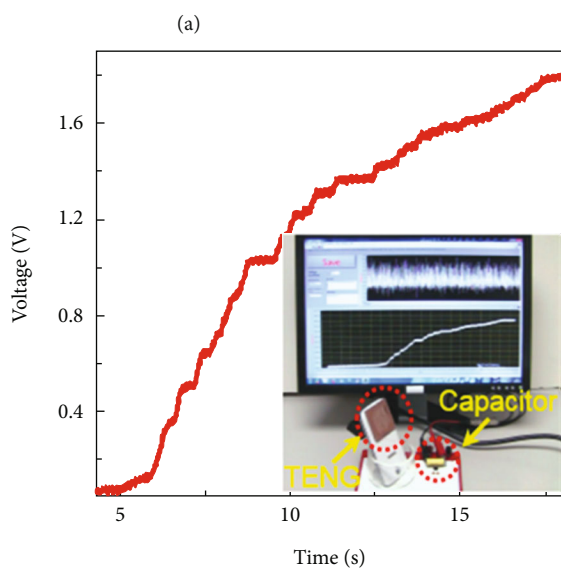 (a)
Voltage (V)
1.6
1.2
0.8
0.4
Save
Capacitor
TENG
5 10 15
Time (s)